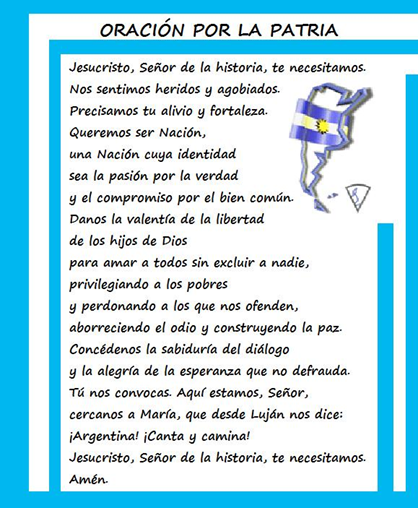 ORACIÓN POR LA PATRIA
Jesucristo, Señor de la historia, te necesitamos.
Nos sentimos heridos y agobiados.
Precisamos tu alivio y fortaleza.
Queremos ser Nación,
una Nación cuya identidad
sea la pasión por la verdad
y el compromiso por el bien común.
Danos la valentía de la libertad
de los hijos de Dios
para amar a todos sin excluir a nadie,
privilegiando a los pobres
y perdonando a los que nos ofenden,
aborreciendo el odio y construyendo la paz.
Concédenos la sabiduría del diálogo
y la alegría de la esperanza que no defrauda.
Tú nos convocas. Aquí estamos, Señor,
cercanos a María, que desde Luján nos dice:
¡Argentina! ¡Canta y camina!
Jesucristo, Señor de la historia, te necesitamos.
Amén.